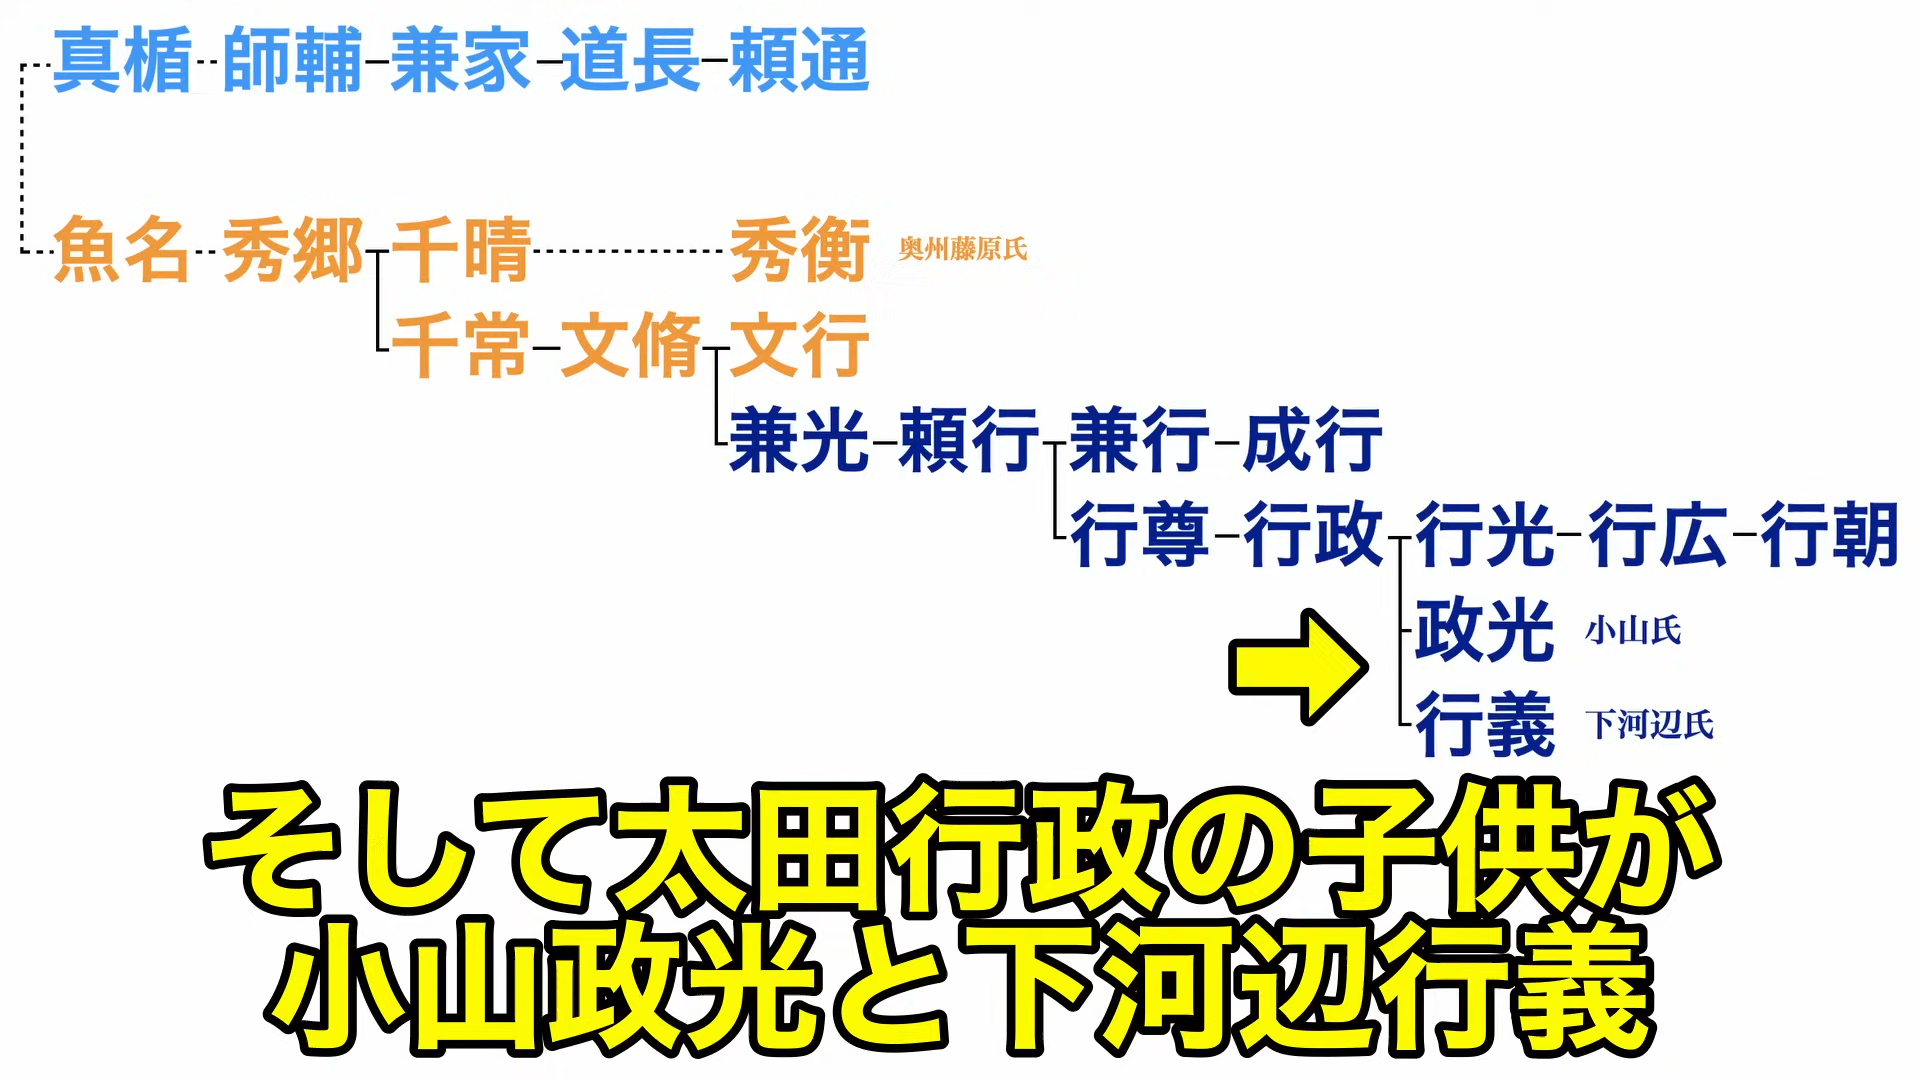 真楯 師輔 兼家 道長 頼通
魚名 秀郷 千晴 秀衡 奥州藤原氏
千常 文脩 文行
兼光 頼行 兼行 成行
行尊 行政 行光 行広 行朝
政光 小山氏
行義 下河辺氏
そして太田行政の子供が
小山政光と下河辺行義